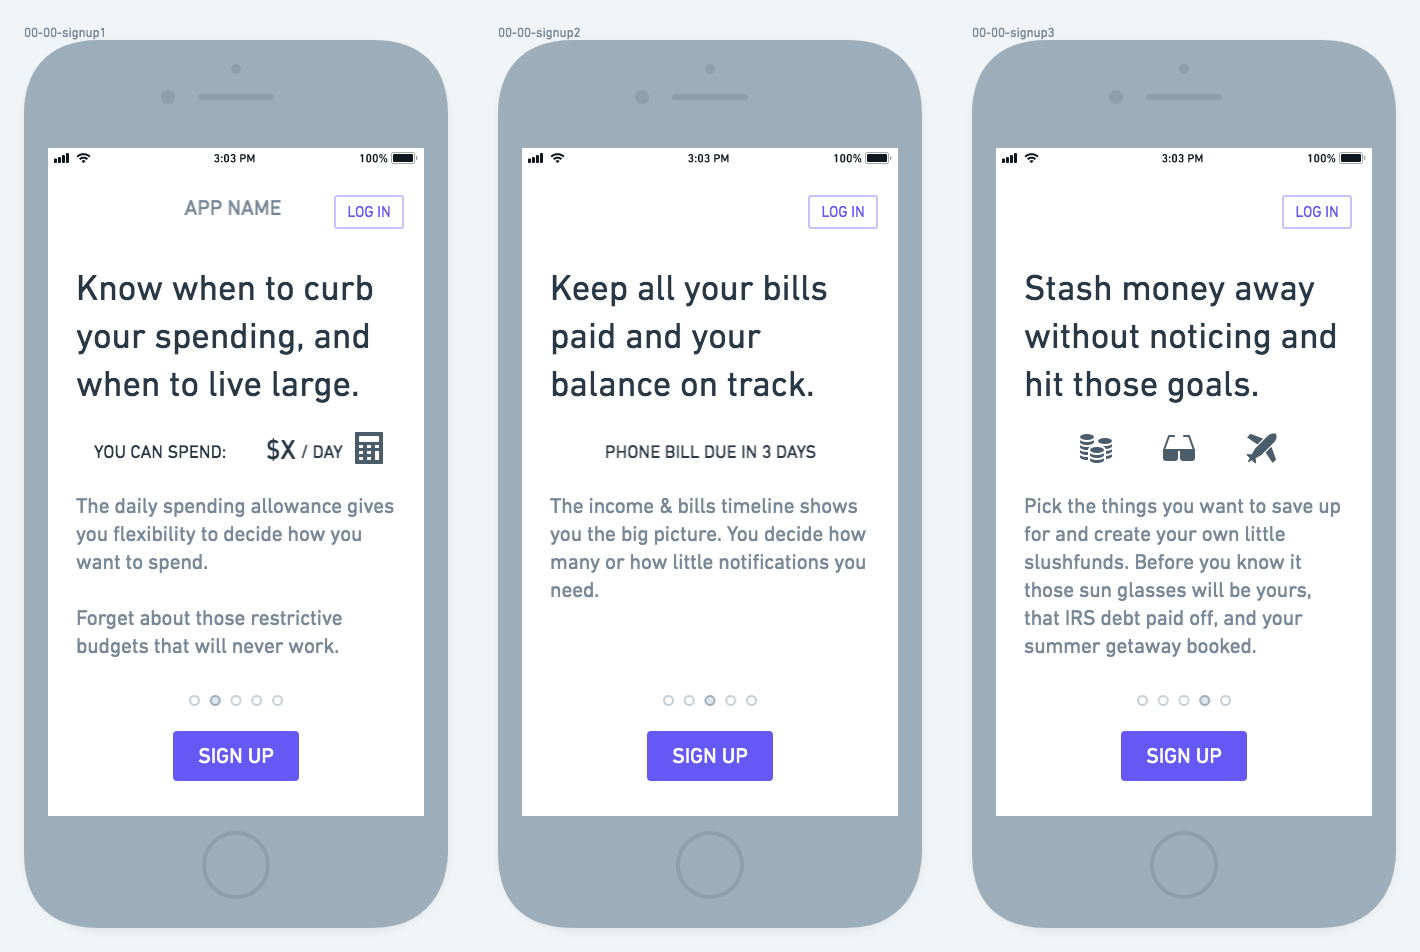 00-00-signup1
3:03 PM
100%
APP NAME
LOG IN
Know when to curb
your spending, and
when to live large.
YOU CAN SPEND: $X / DAY
The daily spending allowance gives
you flexibility to decide how you
want to spend.
Forget about those restrictive
budgets that will never work.
SIGN UP
00-00-signup2
3:03 PM
100%
LOG IN
Keep all your bills
paid and your
balance on track.
PHONE BILL DUE IN 3 DAYS
The income & bills timeline shows
you the big picture. You decide how
many or how little notifications you
need.
SIGN UP
00-00-signup3
3:03 PM
100%
LOG IN
Stash money away
without noticing and
hit those goals.
Pick the things you want to save up
for and create your own little
slushfunds. Before you know it
those sun glasses will be yours,
that IRS debt paid off, and your
summer getaway booked.
SIGN UP